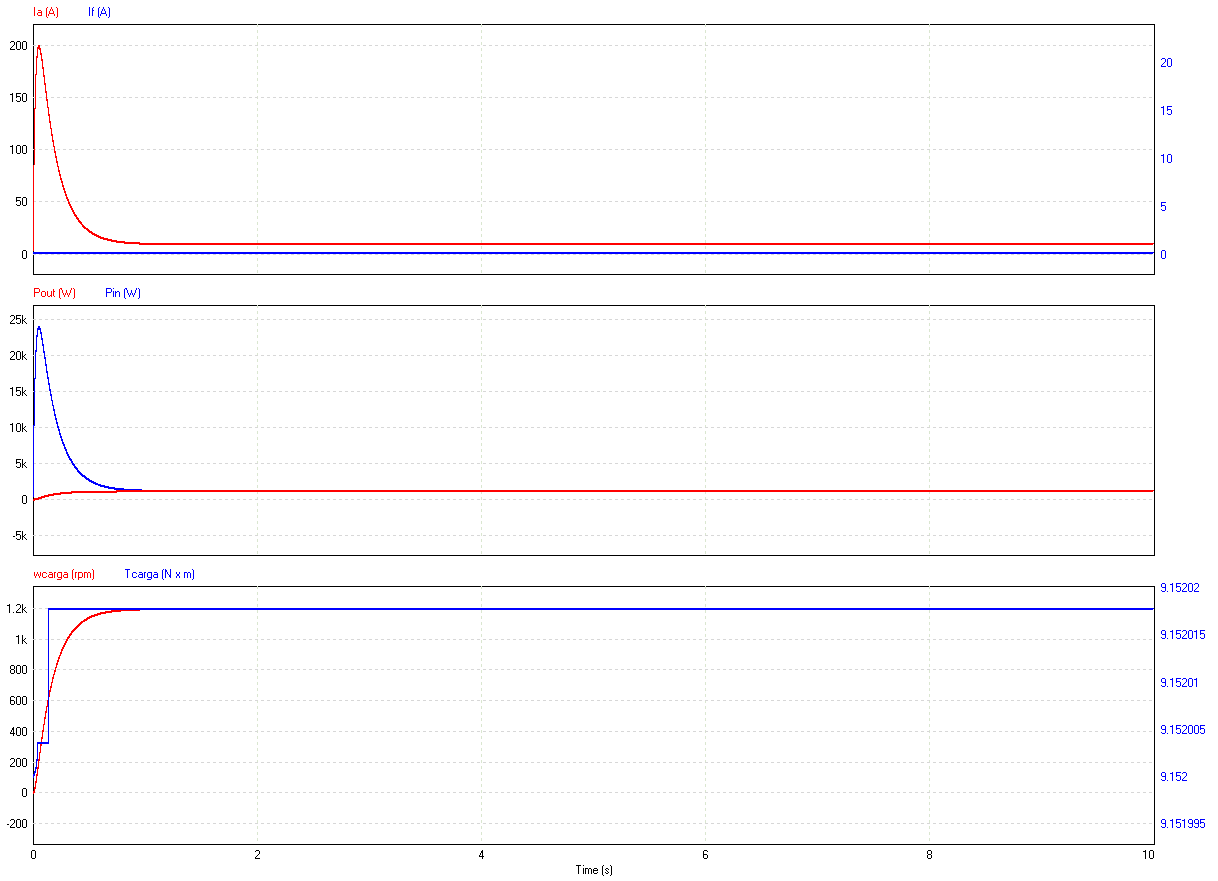 Ia (A) If (A)
200
150
100
50
0
20
15
10
5
0
Pout (W) Pin (W)
25k
20k
15k
10k
5k
0
-5k
wcarga (rpm) Tcarga (N x m)
1.2k
1k
800
600
400
200
0
-200
9.15202
9.152015
9.15201
9.152005
9.152
9.151995
0 2 4 6 8 10
Time (s)